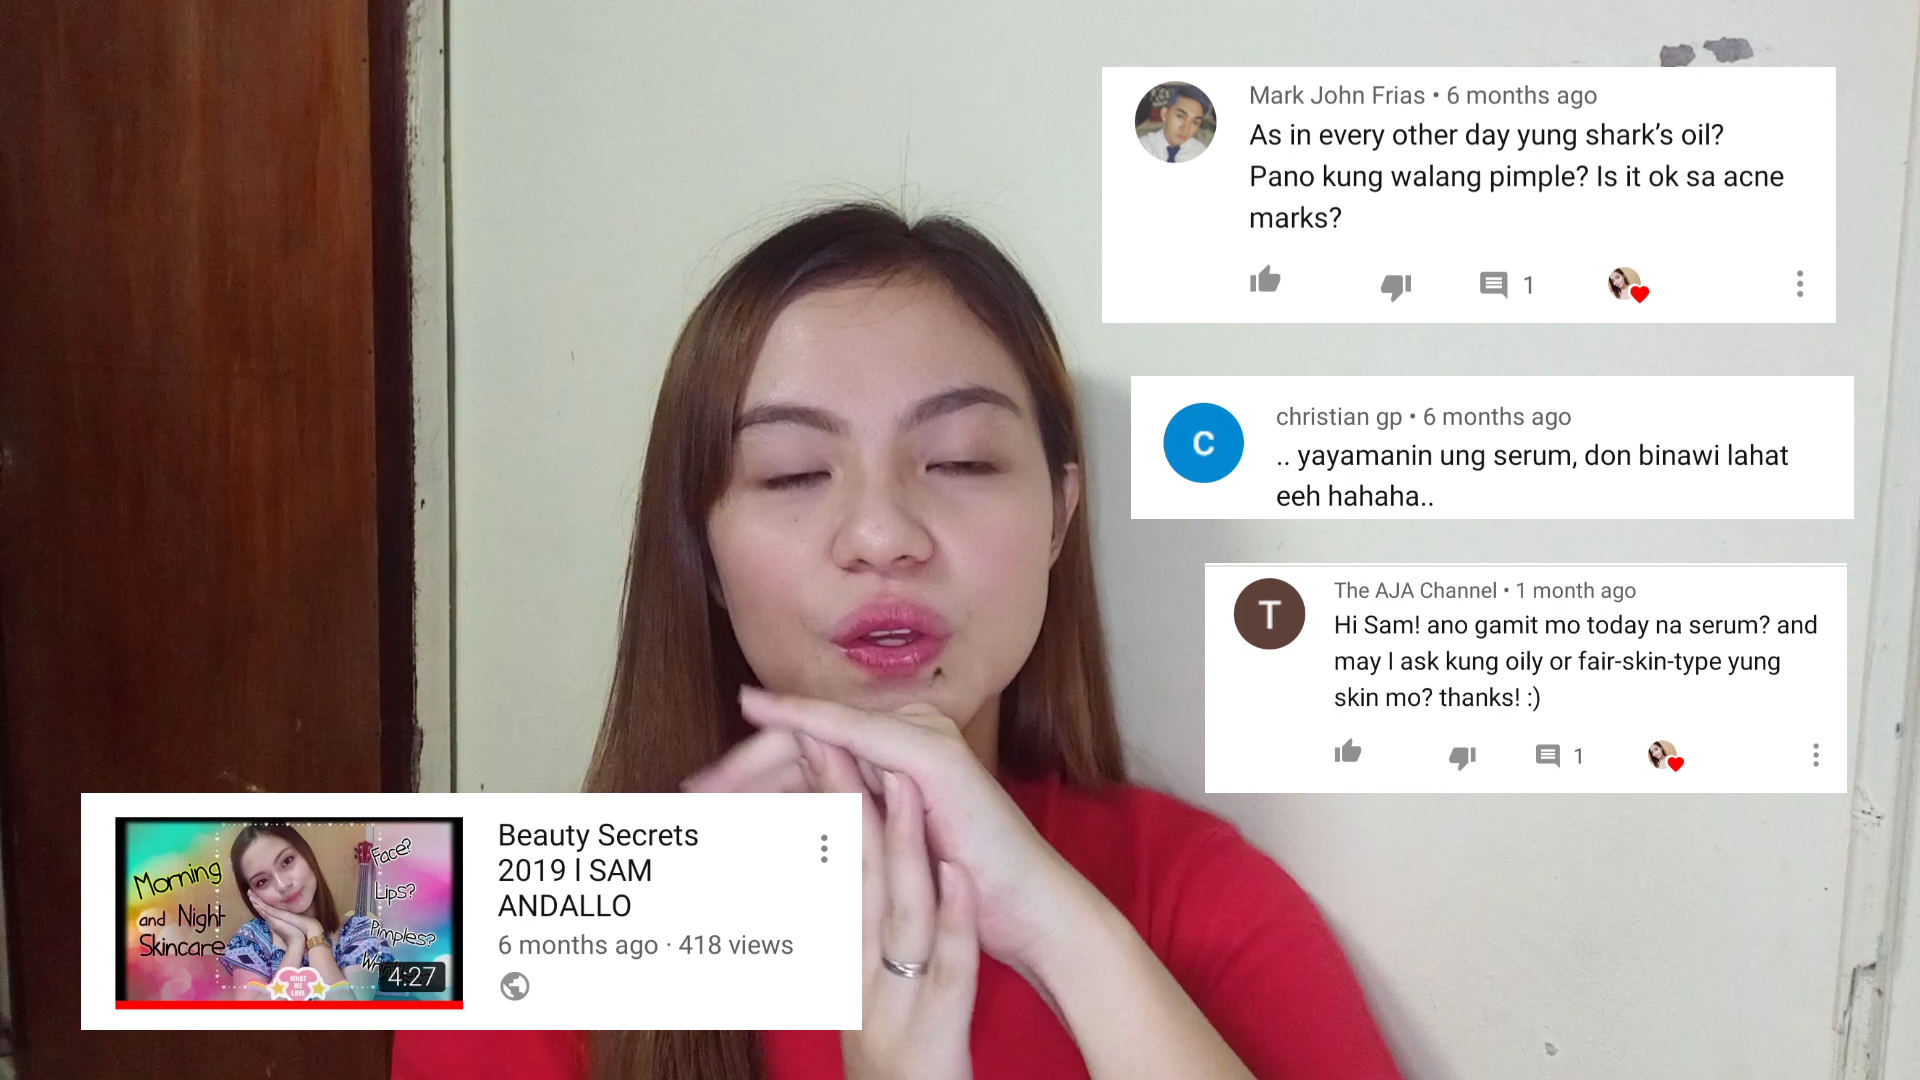 Mark John Frias • 6 months ago
As in every other day yung shark's oil?
Pano kung walang pimple? Is it ok sa acne
marks?
1
C
christian gp • 6 months ago
.. yayamanin ung serum, don binawi lahat
eeh hahaha..
T
The AJA Channel • 1 month ago
Hi Sam! ano gamit mo today na serum? and
may I ask kung oily or fair-skin-type yung
skin mo? thanks! :)
1
Morning
and Night
Skincare
Face?
Lips?
Pimples?
WHAT
WE
LOVE
4:27
Beauty Secrets
2019 l SAM
ANDALLO
6 months ago · 418 views